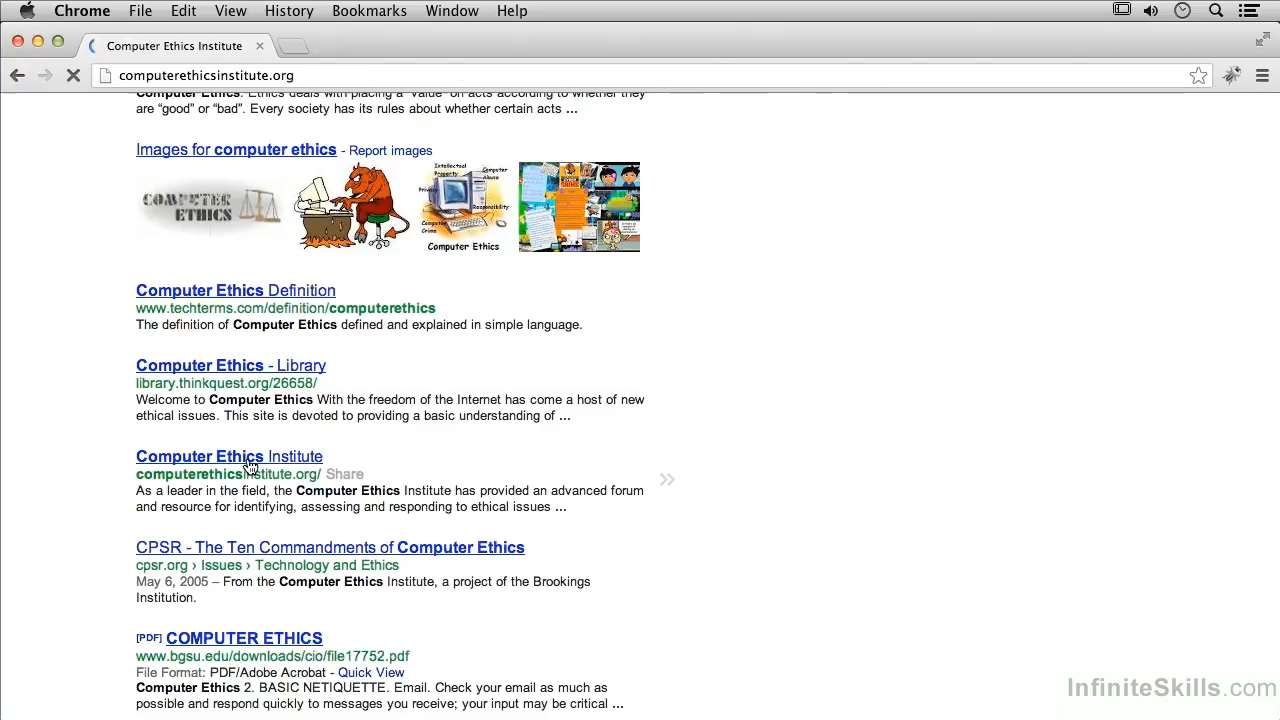 Chrome File Edit View History Bookmarks Window Help
Computer Ethics Institute
computerethicsinstitute.org
Computer Ethics. Ethics deals with placing a "value" on acts according to whether they
are “good” or “bad”. Every society has its rules about whether certain acts ...
Images for computer ethics - Report images
COMPUTER
ETHICS
Intellectual
Property
Computer
Abuse
Privacy
Responsibility
Computer
Crime
Computer Ethics
Computer Ethics Definition
www.techterms.com/definition/computerethics
The definition of Computer Ethics defined and explained in simple language.
Computer Ethics - Library
library.thinkquest.org/26658/
Welcome to Computer Ethics With the freedom of the Internet has come a host of new
ethical issues. This site is devoted to providing a basic understanding of ...
Computer Ethics Institute
computerethicsinstitute.org/ Share
As a leader in the field, the Computer Ethics Institute has provided an advanced forum
and resource for identifying, assessing and responding to ethical issues ...
CPSR - The Ten Commandments of Computer Ethics
cpsr.org › Issues › Technology and Ethics
May 6, 2005 – From the Computer Ethics Institute, a project of the Brookings
Institution.
[PDF] COMPUTER ETHICS
www.bgsu.edu/downloads/cio/file17752.pdf
File Format: PDF/Adobe Acrobat - Quick View
Computer Ethics 2. BASIC NETIQUETTE. Email. Check your email as much as
possible and respond quickly to messages you receive; your input may be critical ...
InfiniteSkills.com